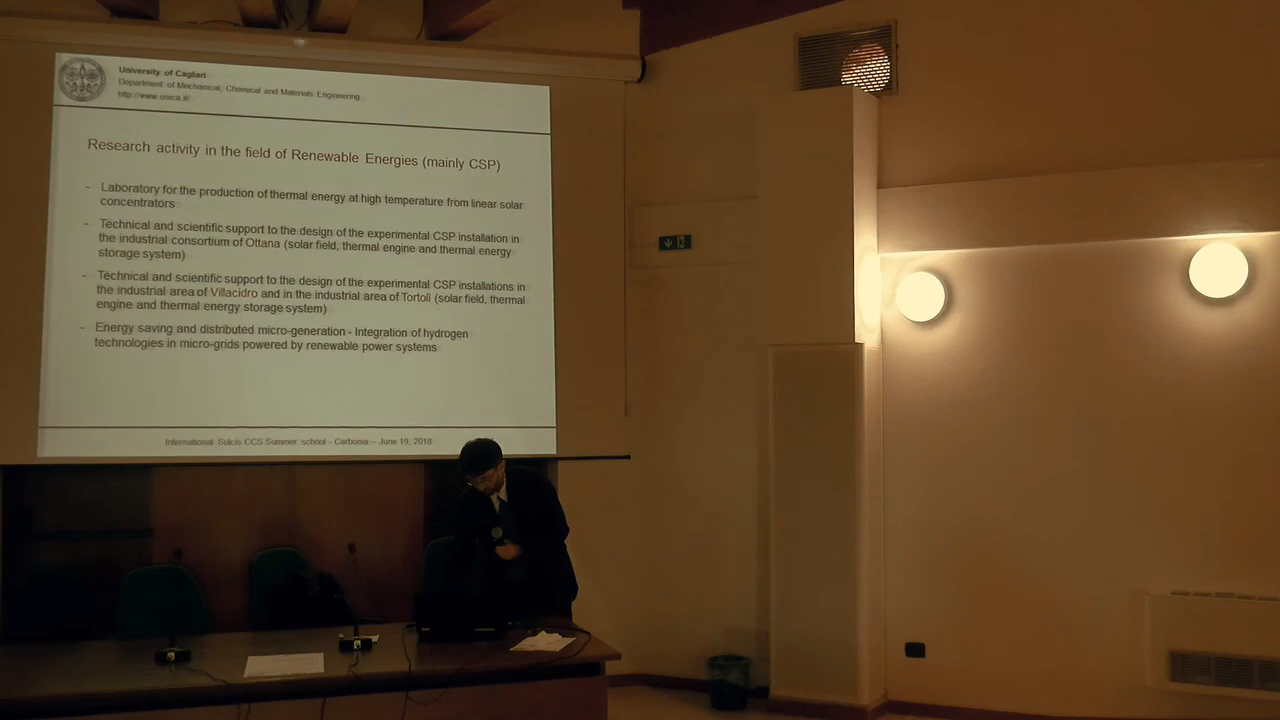 University of Cagliari
Department of Mechanical, Chemical and Materials Engineering
http://www.unica.it/
Research activity in the field of Renewable Energies (mainly CSP)
- Laboratory for the production of thermal energy at high temperature from linear solar
concentrators
- Technical and scientific support to the design of the experimental CSP installation in
the industrial consortium of Ottana (solar field, thermal engine and thermal energy
storage system)
- Technical and scientific support to the design of the experimental CSP installations in
the industrial area of Villacidro and in the industrial area of Tortolì (solar field, thermal
engine and thermal energy storage system)
- Energy saving and distributed micro-generation - Integration of hydrogen
technologies in micro-grids powered by renewable power systems
International Sulcis CCS Summer school - Carbonia – June 19, 2018